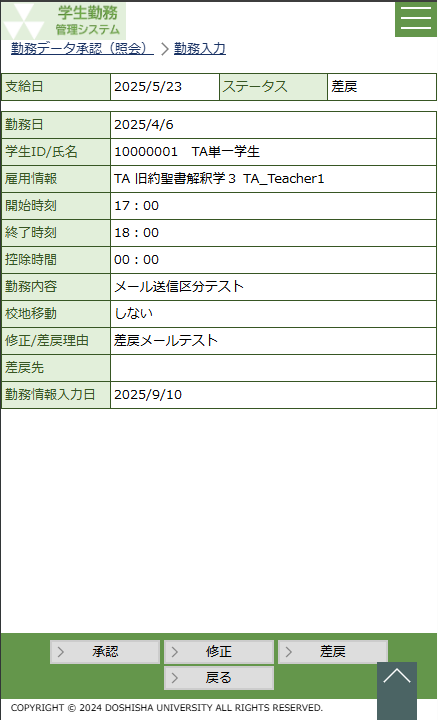 学生勤務
管理システム
勤務データ承認（照会） 勤務入力
支給日 2025/5/23 ステータス 差戻
勤務日 2025/4/6
学生ID/氏名 10000001　TA単一学生
雇用情報 TA 旧約聖書解釈学３ TA_Teacher1
開始時刻 17：00
終了時刻 18：00
控除時間 00：00
勤務内容 メール送信区分テスト
校地移動 しない
修正/差戻理由 差戻メールテスト
差戻先
勤務情報入力日 2025/9/10
承認 修正 差戻
戻る
COPYRIGHT © 2024 DOSHISHA UNIVERSITY ALL RIGHTS RESERVED.